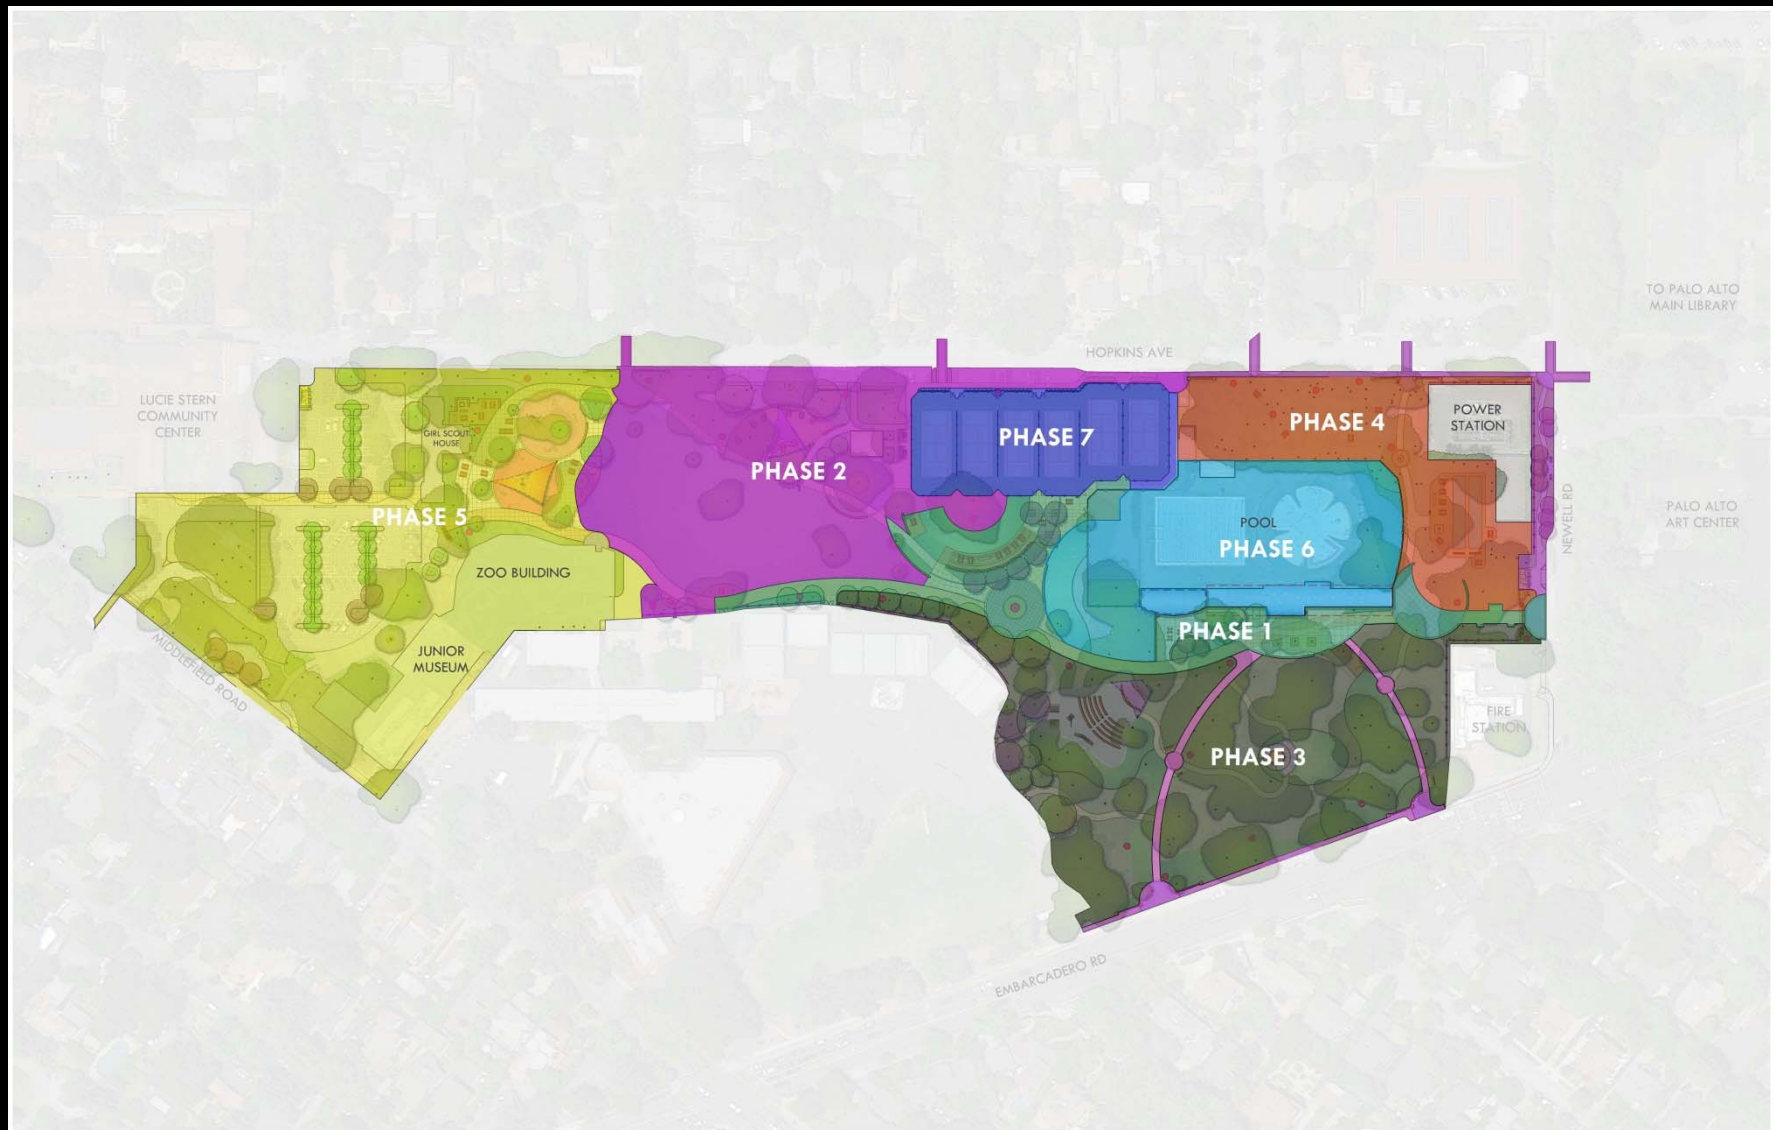 TO PALO ALTO
MAIN LIBRARY
HOPKINS AVE
LUCIE STERN
COMMUNITY
CENTER
GIRL SCOUT
HOUSE
PHASE 2
PHASE 7
PHASE 4
POWER
STATION
PHASE 5
POOL
PHASE 6
NEWELL RD
PALO ALTO
ART CENTER
ZOO BUILDING
PHASE 1
JUNIOR
MUSEUM
MIDDLEFIELD ROAD
FIRE
STATION
PHASE 3
EMBARCADERO RD